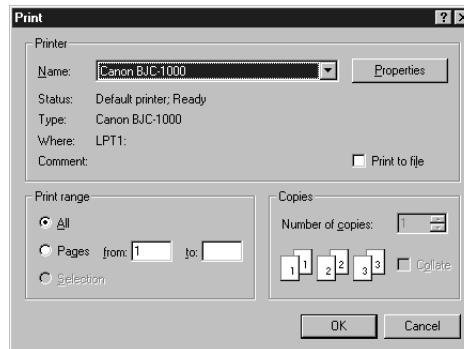 Print
Printer
Name: Canon BJC-1000 Properties
Status: Default printer; Ready
Type: Canon BJC-1000
Where: LPT1:
Comment: Print to file
Print range
All
Pages from: 1 to:
Selection
Copies
Number of copies: 1
1 1 2 2 3 3 Collate
OK Cancel